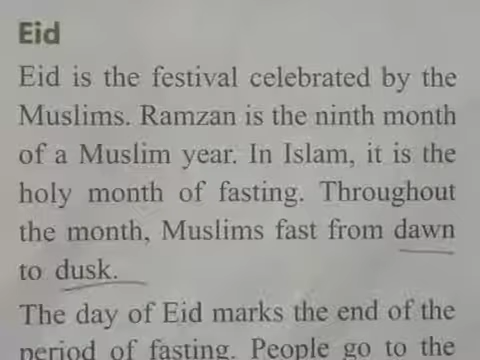 Eid
Eid is the festival celebrated by the
Muslims. Ramzan is the ninth month
of a Muslim year. In Islam, it is the
holy month of fasting. Throughout
the month, Muslims fast from dawn
to dusk.
The day of Eid marks the end of the
period of fasting. People go to the